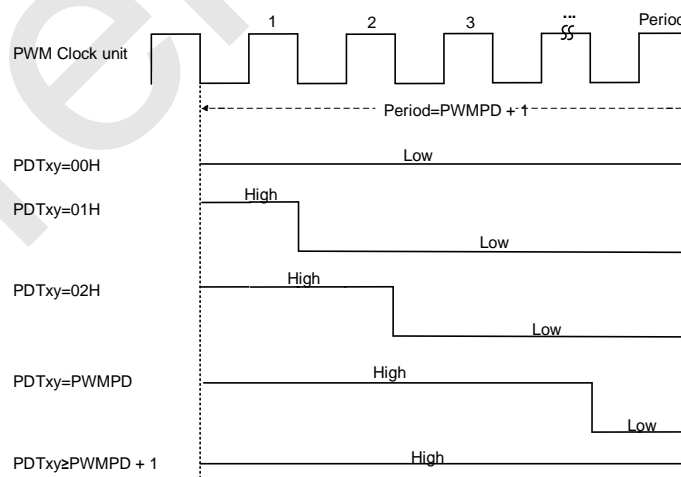 1 2 3 ... Period
PWM Clock unit
Period=PWMPD + 1
PDTxy=00H Low
PDTxy=01H High Low
PDTxy=02H High Low
PDTxy=PWMPD High Low
PDTxy≥PWMPD + 1 High